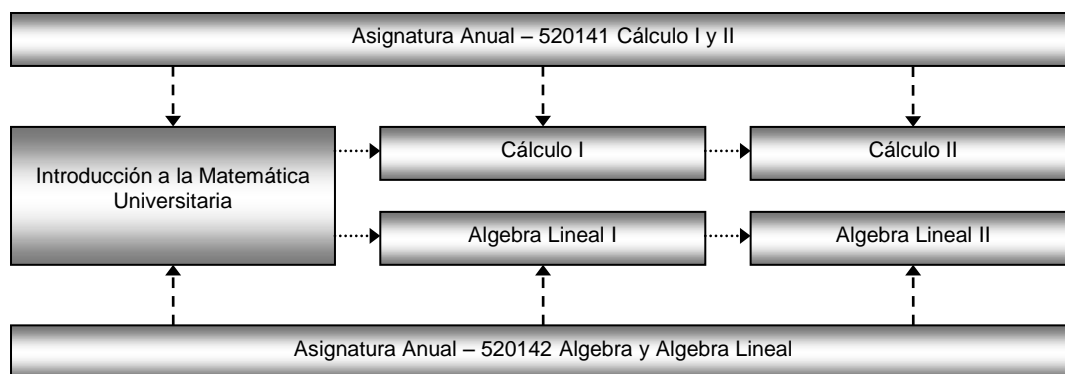 Asignatura Anual – 520141 Cálculo I y II
Introducción a la Matemática
Universitaria
Cálculo I
Cálculo II
Algebra Lineal I
Algebra Lineal II
Asignatura Anual – 520142 Algebra y Algebra Lineal